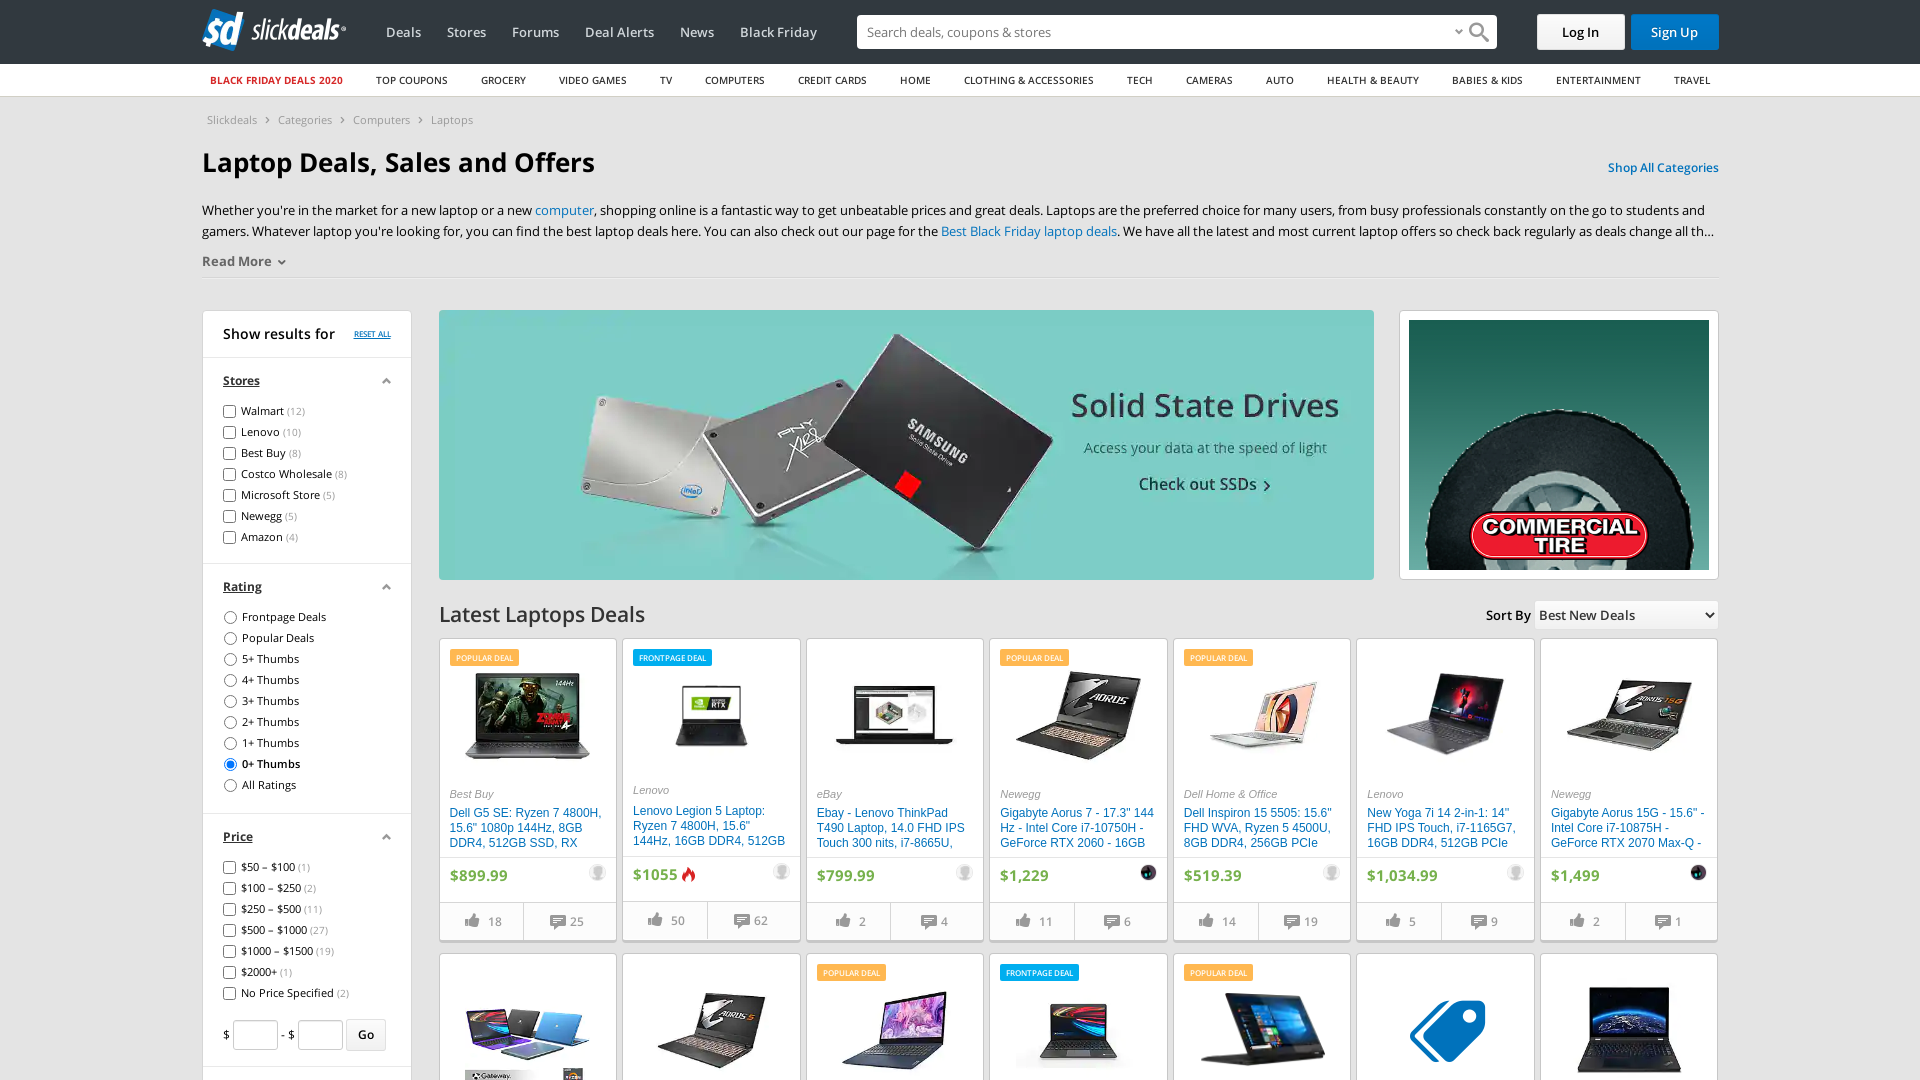 sd slickdeals
Deals
Stores
Forums
Deal Alerts
News
Black Friday
Search deals, coupons & stores
Log In
Sign Up
BLACK FRIDAY DEALS 2020
TOP COUPONS
GROCERY
VIDEO GAMES
TV
COMPUTERS
CREDIT CARDS
HOME
CLOTHING & ACCESSORIES
TECH
CAMERAS
AUTO
HEALTH & BEAUTY
BABIES & KIDS
ENTERTAINMENT
TRAVEL
Slickdeals > Categories > Computers > Laptops
Laptop Deals, Sales and Offers
Shop All Categories
Whether you're in the market for a new laptop or a new computer, shopping online is a fantastic way to get unbeatable prices and great deals. Laptops are the preferred choice for many users, from busy professionals constantly on the go to students and
gamers. Whatever laptop you're looking for, you can find the best laptop deals here. You can also check out our page for the Best Black Friday laptop deals. We have all the latest and most current laptop offers so check back regularly as deals change all th...
Read More
Show results for
RESET ALL
Stores
Walmart (12)
Lenovo (10)
Best Buy (8)
Costco Wholesale (8)
Microsoft Store (5)
Newegg (5)
Amazon (4)
Rating
Frontpage Deals
Popular Deals
5+ Thumbs
4+ Thumbs
3+ Thumbs
2+ Thumbs
1+ Thumbs
0+ Thumbs
All Ratings
Price
$50 – $100 (1)
$100 – $250 (2)
$250 – $500 (11)
$500 – $1000 (27)
$1000 – $1500 (19)
$2000+ (1)
No Price Specified (2)
$ - $ Go
intel
PNY
XLR8
SAMSUNG
Solid State Drive
Solid State Drives
Access your data at the speed of light
Check out SSDs >
COMMERCIAL
TIRE
Latest Laptops Deals
Sort By Best New Deals
POPULAR DEAL
144Hz
Best Buy
Dell G5 SE: Ryzen 7 4800H,
15.6" 1080p 144Hz, 8GB
DDR4, 512GB SSD, RX
$899.99
18
25
FRONTPAGE DEAL
RTX
Lenovo
Lenovo Legion 5 Laptop:
Ryzen 7 4800H, 15.6"
144Hz, 16GB DDR4, 512GB
$1055
50
62
eBay
Ebay - Lenovo ThinkPad
T490 Laptop, 14.0 FHD IPS
Touch 300 nits, i7-8665U,
$799.99
2
4
POPULAR DEAL
AORUS
Newegg
Gigabyte Aorus 7 - 17.3" 144
Hz - Intel Core i7-10750H -
GeForce RTX 2060 - 16GB
$1,229
11
6
POPULAR DEAL
Dell Home & Office
Dell Inspiron 15 5505: 15.6"
FHD WVA, Ryzen 5 4500U,
8GB DDR4, 256GB PCIe
$519.39
14
19
Lenovo
New Yoga 7i 14 2-in-1: 14"
FHD IPS Touch, i7-1165G7,
16GB DDR4, 512GB PCIe
$1,034.99
5
9
AORUS 15G
Newegg
Gigabyte Aorus 15G - 15.6" -
Intel Core i7-10875H -
GeForce RTX 2070 Max-Q -
$1,499
2
1
Gateway
RYZEN
AORUS 5
POPULAR DEAL
FRONTPAGE DEAL
POPULAR DEAL